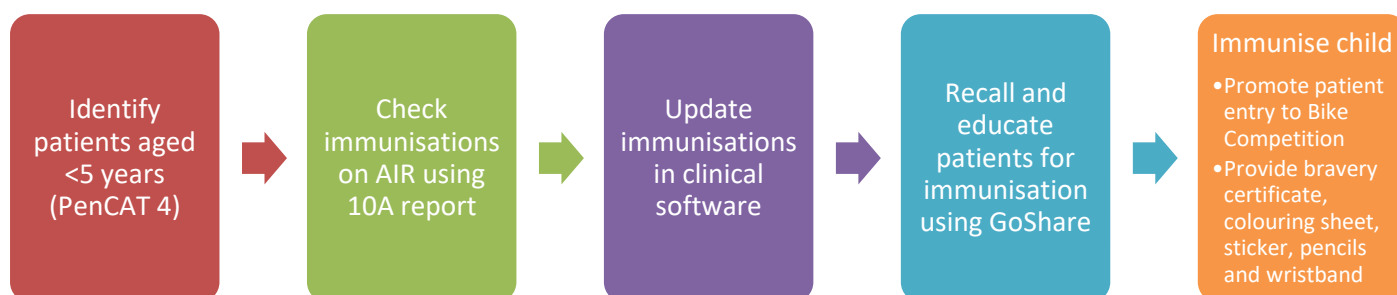 Identify
patients aged
<5 years
(PenCAT 4)
Check
immunisations
on AIR using
10A report
Update
immunisations
in clinical
software
Recall and
educate
patients for
immunisation
using GoShare
Immunise child
•Promote patient
entry to Bike
Competition
•Provide bravery
certificate,
colouring sheet,
sticker, pencils
and wristband